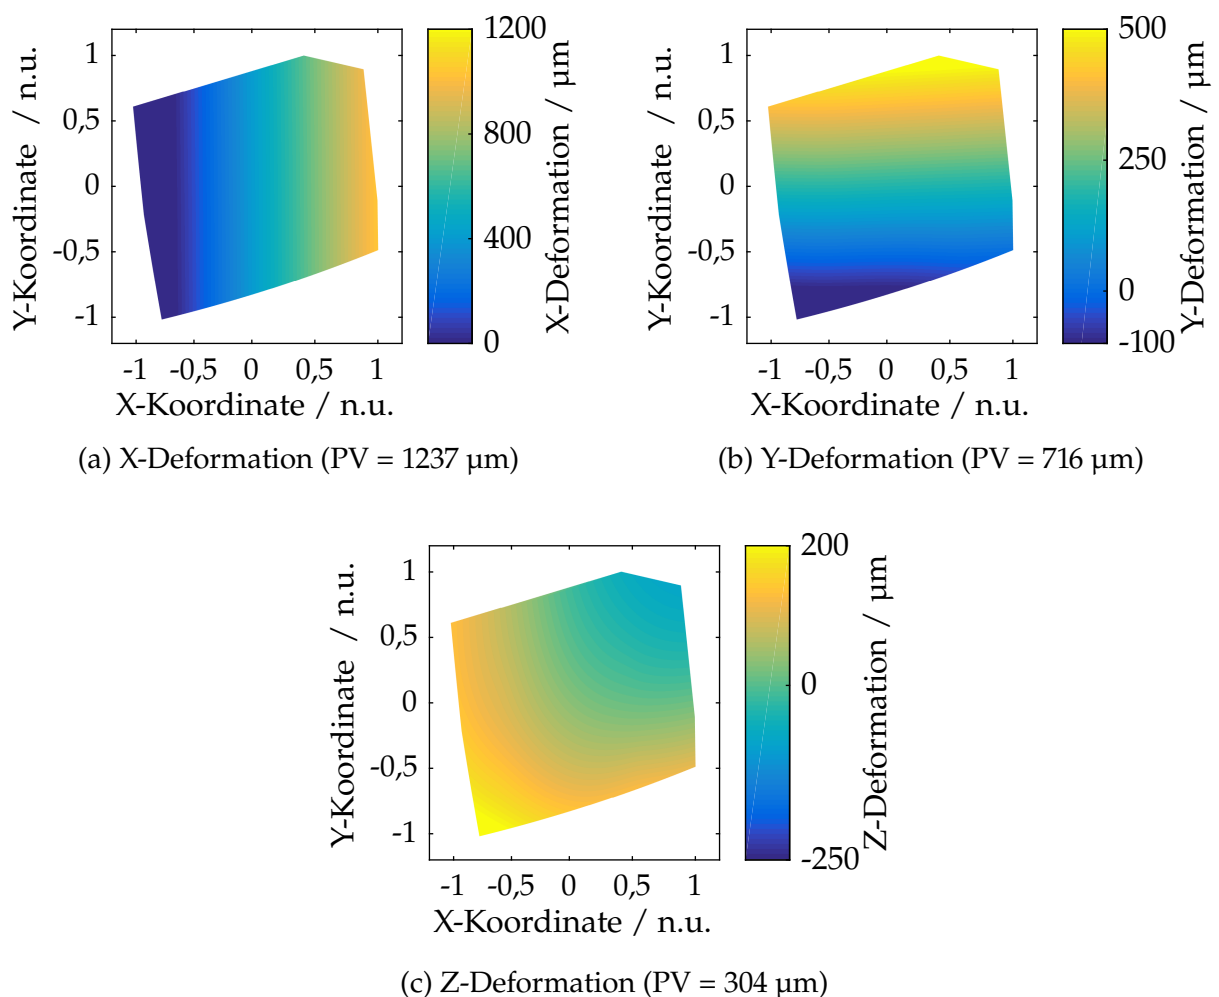 1
0,5
0
-0,5
-1
Y-Koordinate / n.u.
-1 -0,5 0 0,5 1
X-Koordinate / n.u.
1200
800
400
0
X-Deformation / µm
(a) X-Deformation (PV = 1237 µm)
1
0,5
0
-0,5
-1
Y-Koordinate / n.u.
-1 -0,5 0 0,5 1
X-Koordinate / n.u.
500
250
0
-100
Y-Deformation / µm
(b) Y-Deformation (PV = 716 µm)
1
0,5
0
-0,5
-1
Y-Koordinate / n.u.
-1 -0,5 0 0,5 1
X-Koordinate / n.u.
200
0
-250
Z-Deformation / µm
(c) Z-Deformation (PV = 304 µm)